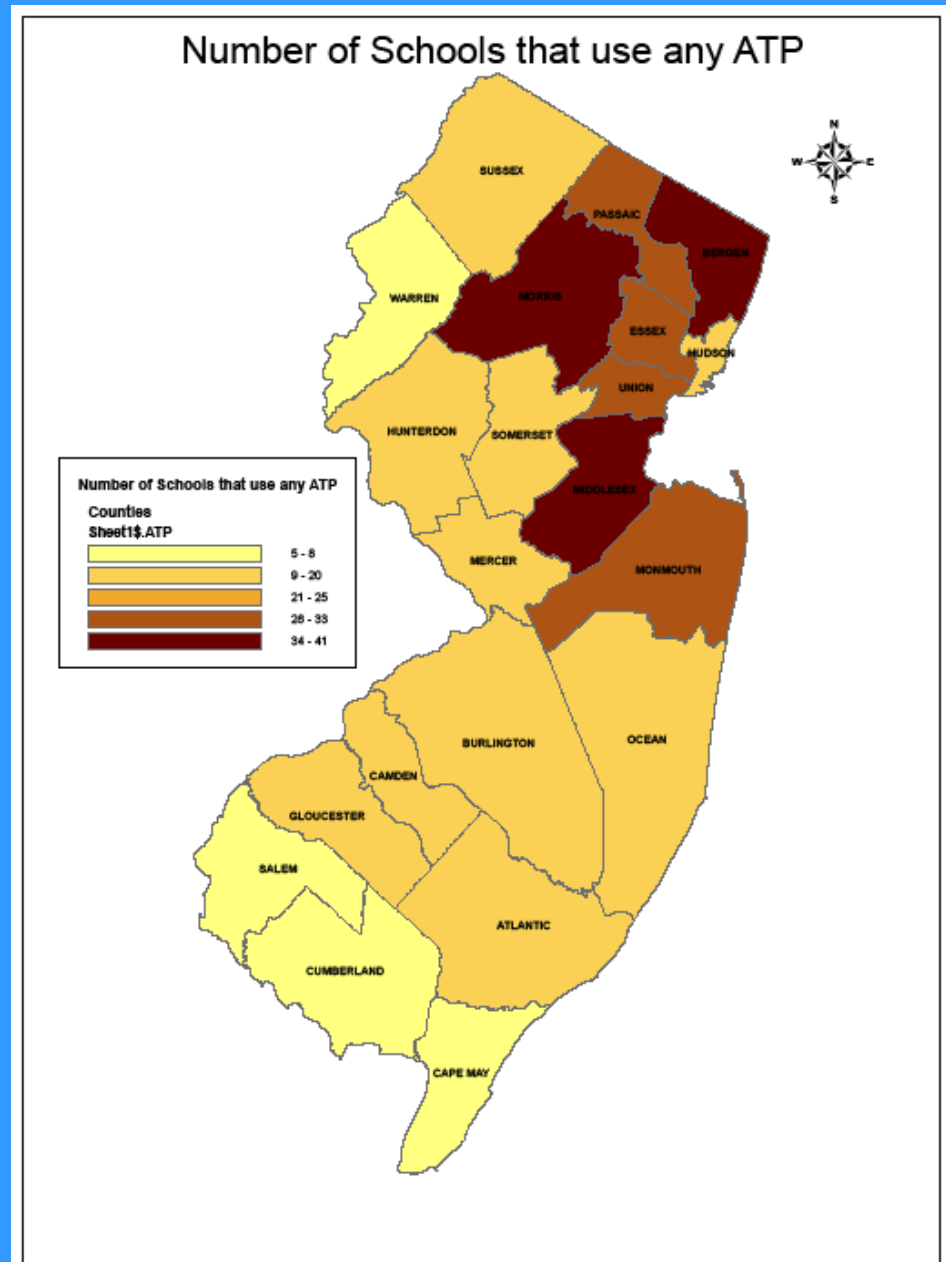 Number of Schools that use any ATP
N
W E
S
SUSSEX
PASSAIC
BERGEN
WARREN
MORRIS
ESSEX
HUDSON
UNION
HUNTERDON
SOMERSET
MIDDLESEX
Number of Schools that use any ATP
Counties
Sheet1$.ATP
5 - 8
9 - 20
21 - 25
26 - 33
34 - 41
MERCER
MONMOUTH
OCEAN
BURLINGTON
CAMDEN
GLOUCESTER
SALEM
ATLANTIC
CUMBERLAND
CAPE MAY